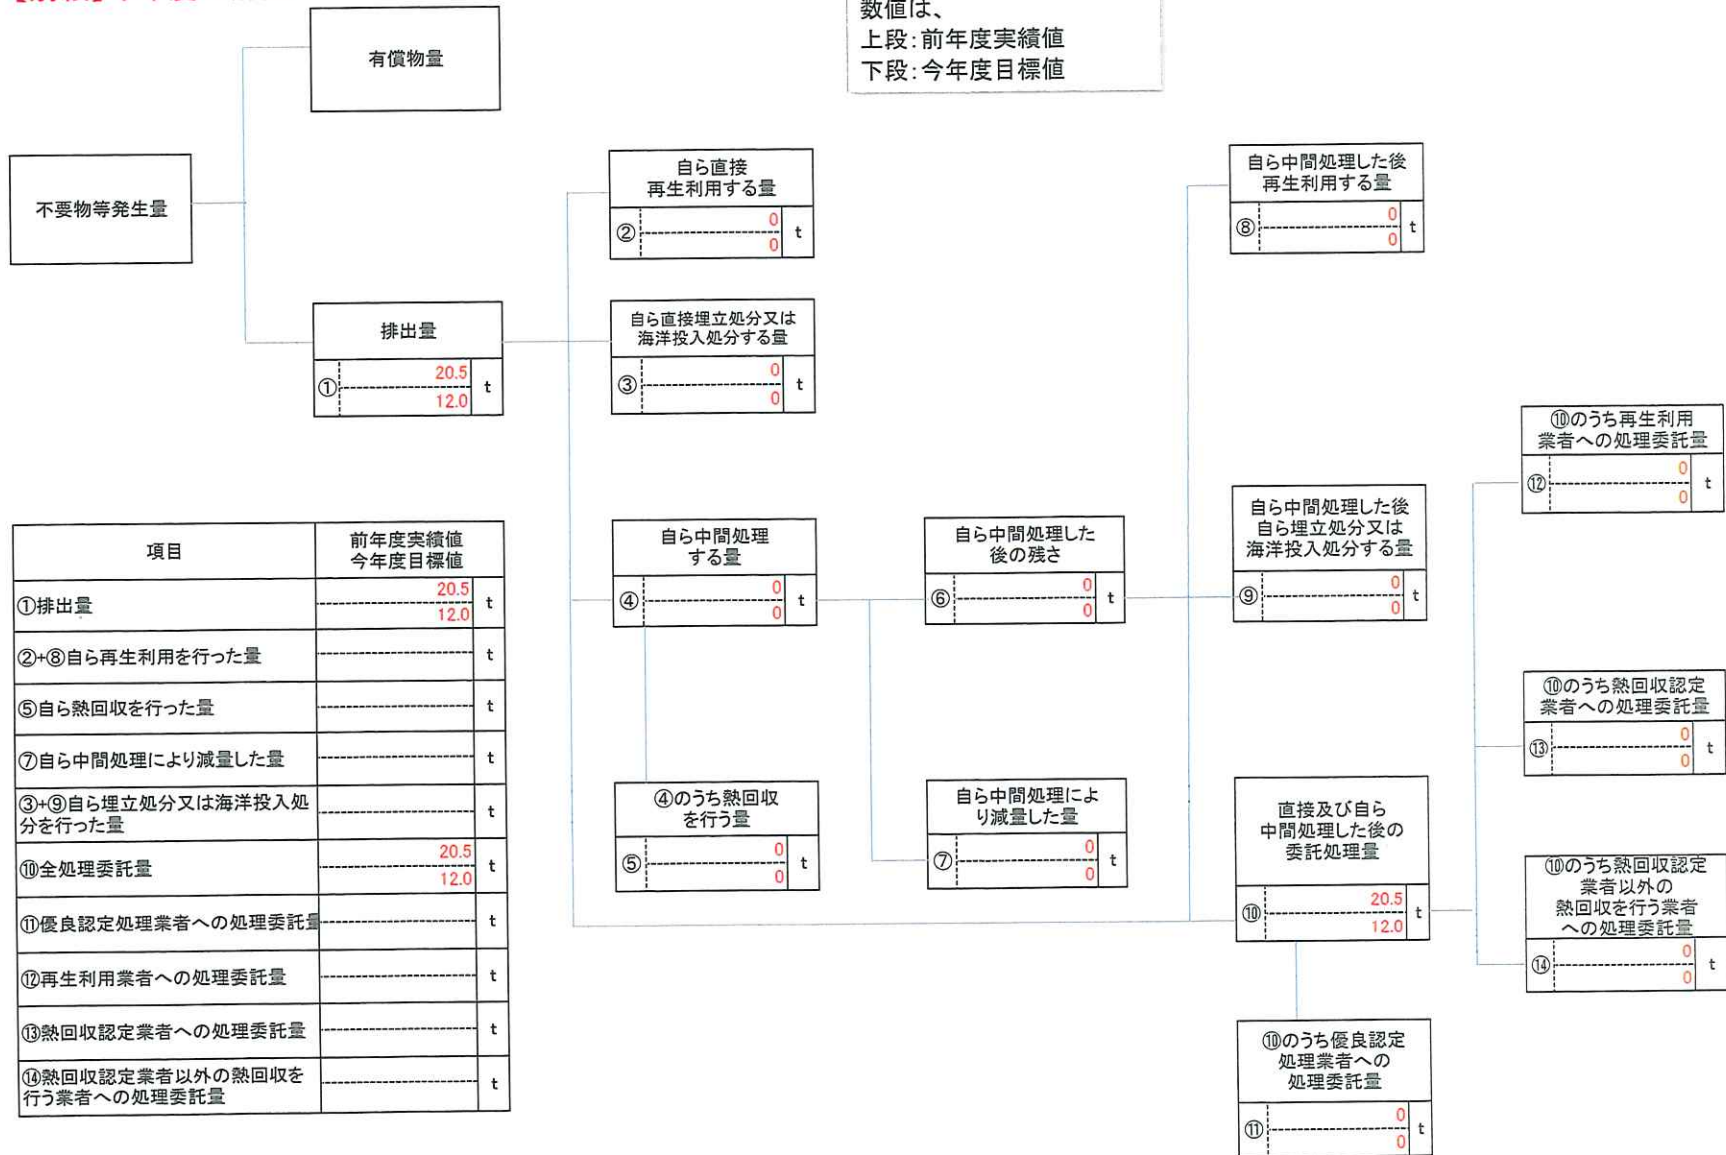 数値は、
上段:前年度実績値
下段:今年度目標値
有償物量
不要物等発生量
排出量
①
20.5
12.0
t
自ら直接
再生利用する量
②
0
0
t
自ら直接埋立処分又は
海洋投入処分する量
③
0
0
t
自ら中間処理
する量
④
0
0
t
④のうち熱回収
を行う量
⑤
0
0
t
自ら中間処理した
後の残さ
⑥
0
0
t
自ら中間処理によ
り減量した量
⑦
0
0
t
自ら中間処理した後
再生利用する量
⑧
0
0
t
自ら中間処理した後
自ら埋立処分又は
海洋投入処分する量
⑨
0
0
t
直接及び自ら
中間処理した後の
委託処理量
⑩
20.5
12.0
t
⑩のうち優良認定
処理業者への
処理委託量
⑪
0
0
t
⑩のうち再生利用
業者への処理委託量
⑫
0
0
t
⑩のうち熱回収認定
業者への処理委託量
⑬
0
0
t
⑩のうち熱回収認定
業者以外の
熱回収を行う業者
への処理委託量
⑭
0
0
t
項目
前年度実績値
今年度目標値
①排出量
20.5
12.0
t
②+⑧自ら再生利用を行った量
t
⑤自ら熱回収を行った量
t
⑦自ら中間処理により減量した量
t
③+⑨自ら埋立処分又は海洋投入処
分を行った量
t
⑩全処理委託量
20.5
12.0
t
⑪優良認定処理業者への処理委託量
t
⑫再生利用業者への処理委託量
t
⑬熱回収認定業者への処理委託量
t
⑭熱回収認定業者以外の熱回収を
行う業者への処理委託量
t